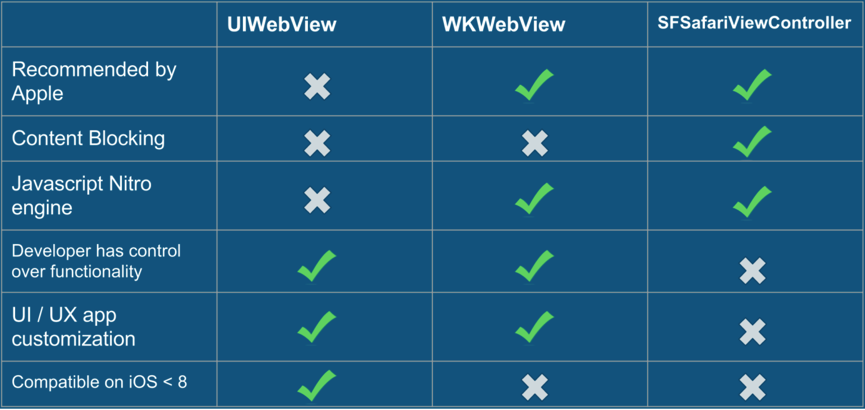 UIWebView WKWebView SFSafariViewController
Recommended by
Apple
Content Blocking
Javascript Nitro
engine
Developer has control
over functionality
UI / UX app
customization
Compatible on iOS < 8